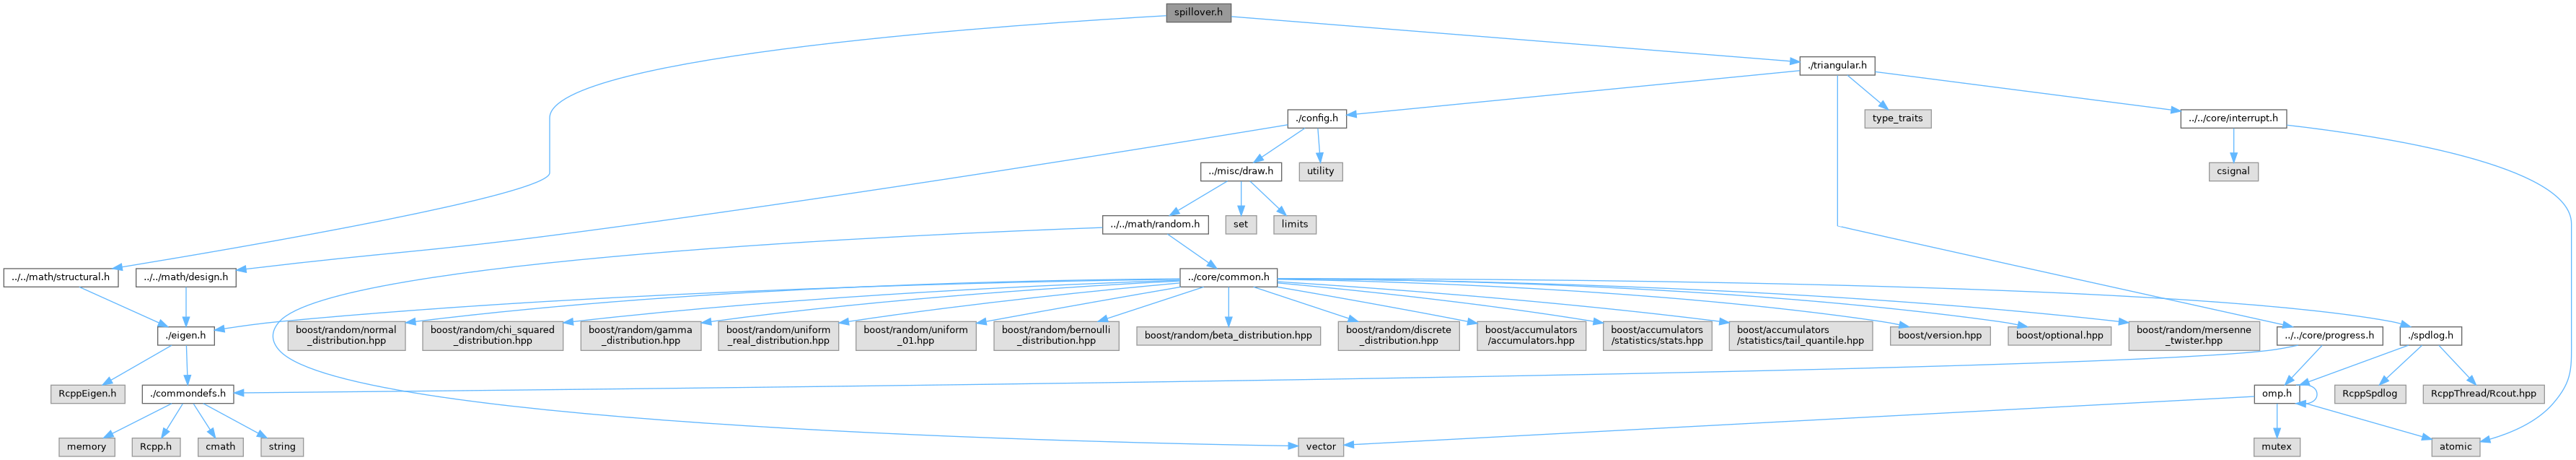 spillover.h
./triangular.h
./config.h
type_traits
../../core/interrupt.h
../misc/draw.h
utility
csignal
../../math/random.h
set
limits
../../math/structural.h
../../math/design.h
../core/common.h
./eigen.h
boost/random/normal
_distribution.hpp
boost/random/chi_squared
_distribution.hpp
boost/random/gamma
_distribution.hpp
boost/random/uniform
_real_distribution.hpp
boost/random/uniform
_01.hpp
boost/random/bernoulli
_distribution.hpp
boost/random/beta_distribution.hpp
boost/random/discrete
_distribution.hpp
boost/accumulators
/accumulators.hpp
boost/accumulators
/statistics/stats.hpp
boost/accumulators
/statistics/tail_quantile.hpp
boost/version.hpp
boost/optional.hpp
boost/random/mersenne
_twister.hpp
../../core/progress.h
./spdlog.h
RcppEigen.h
./commondefs.h
omp.h
RcppSpdlog
RcppThread/Rcout.hpp
memory
Rcpp.h
cmath
string
vector
mutex
atomic